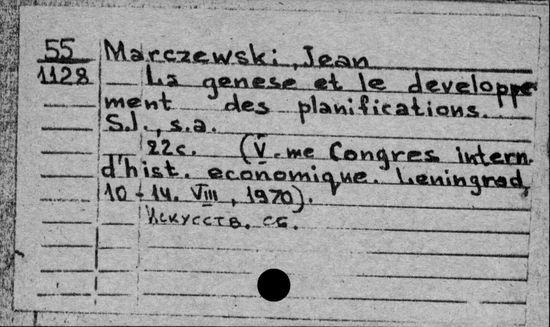 55 Marczewski, Jean
1128 La genese et le developpe
ment des planifications.
S.l., s.a.
22c. (V.me Congres intern.
d'hist. economique. Leningrad,
10-14. VIII, 1970).
Искусств. сб.